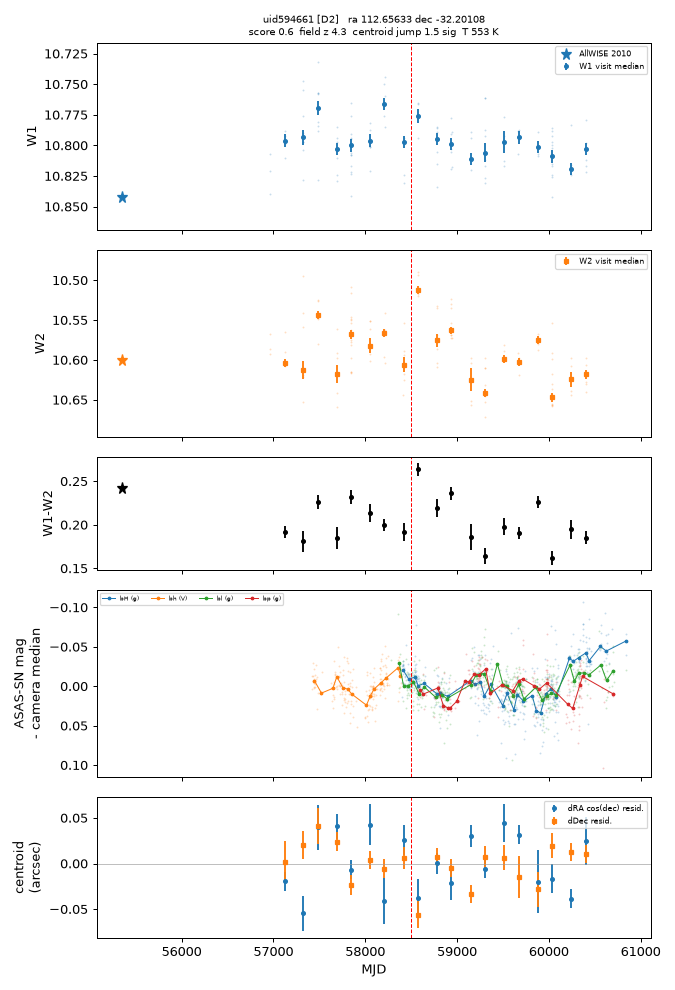 uid594661 [D2]   ra 112.65633 dec -32.20108
score 0.6  field z 4.3  centroid jump 1.5 sig  T 553 K
10.725
10.750
10.775
10.800
10.825
10.850
W1
AllWISE 2010
W1 visit median
10.50
10.55
10.60
10.65
W2
W2 visit median
0.25
0.20
0.15
W1-W2
−0.10
−0.05
0.00
0.05
0.10
ASAS-SN mag
- camera median
(g)
(V)
(g)
(g)
0.05
0.00
−0.05
centroid
(arcsec)
dRA cos(dec) resid.
dDec resid.
56000
57000
58000
59000
60000
61000
MJD